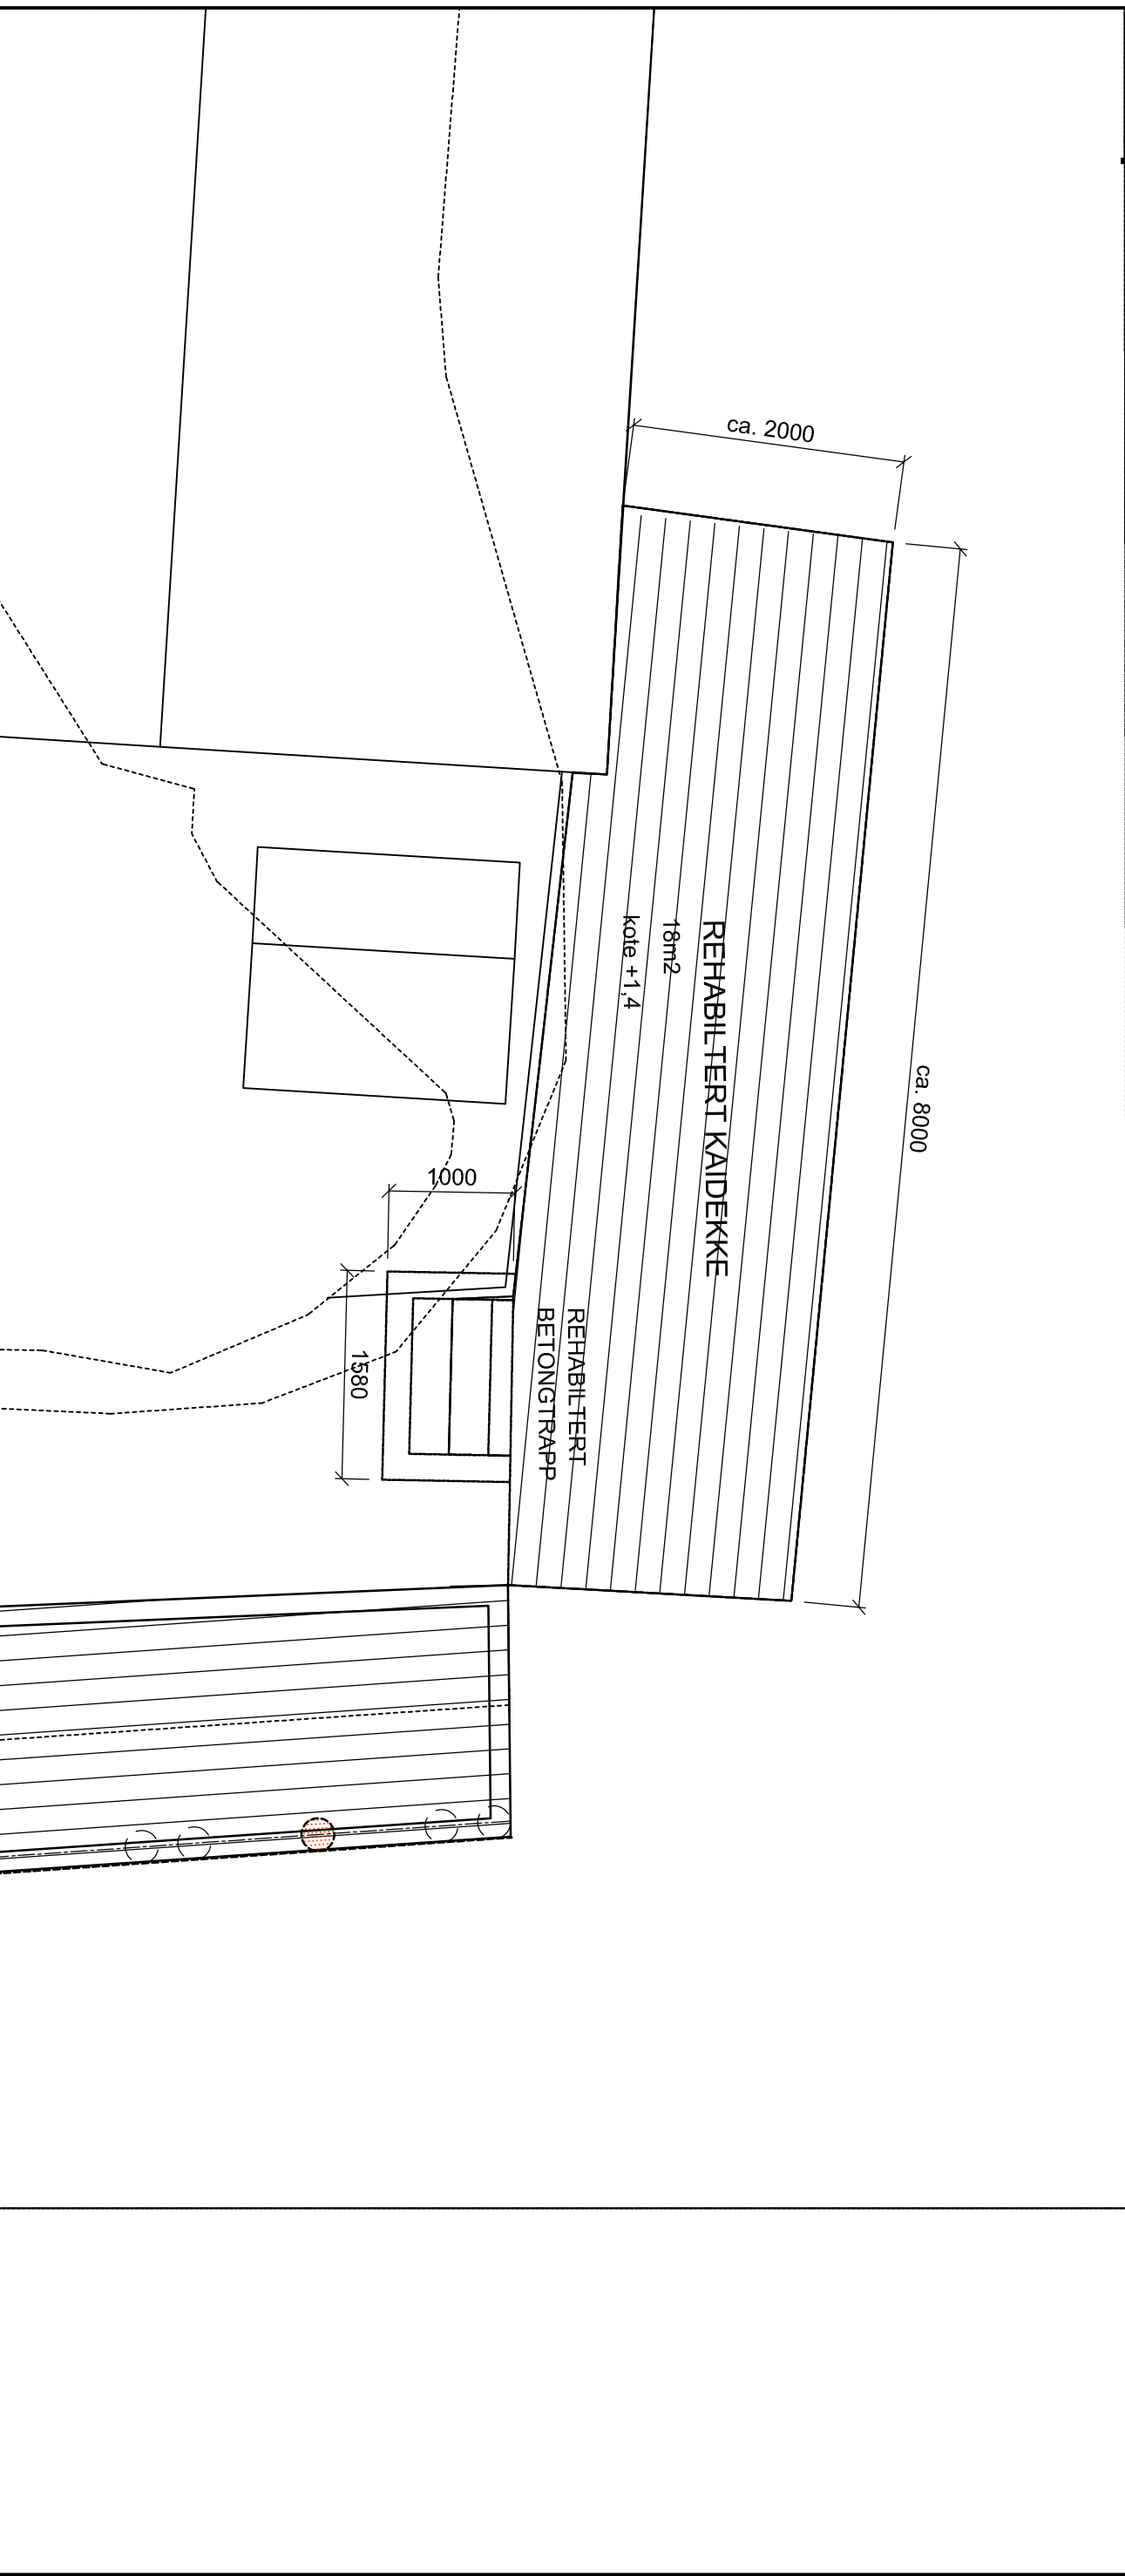 ca. 2000
ca. 8000
REHABILTERT KAIDEKKE
18m2
kote +1,4
1000
REHABILTERT
BETONGTRAPP
1580